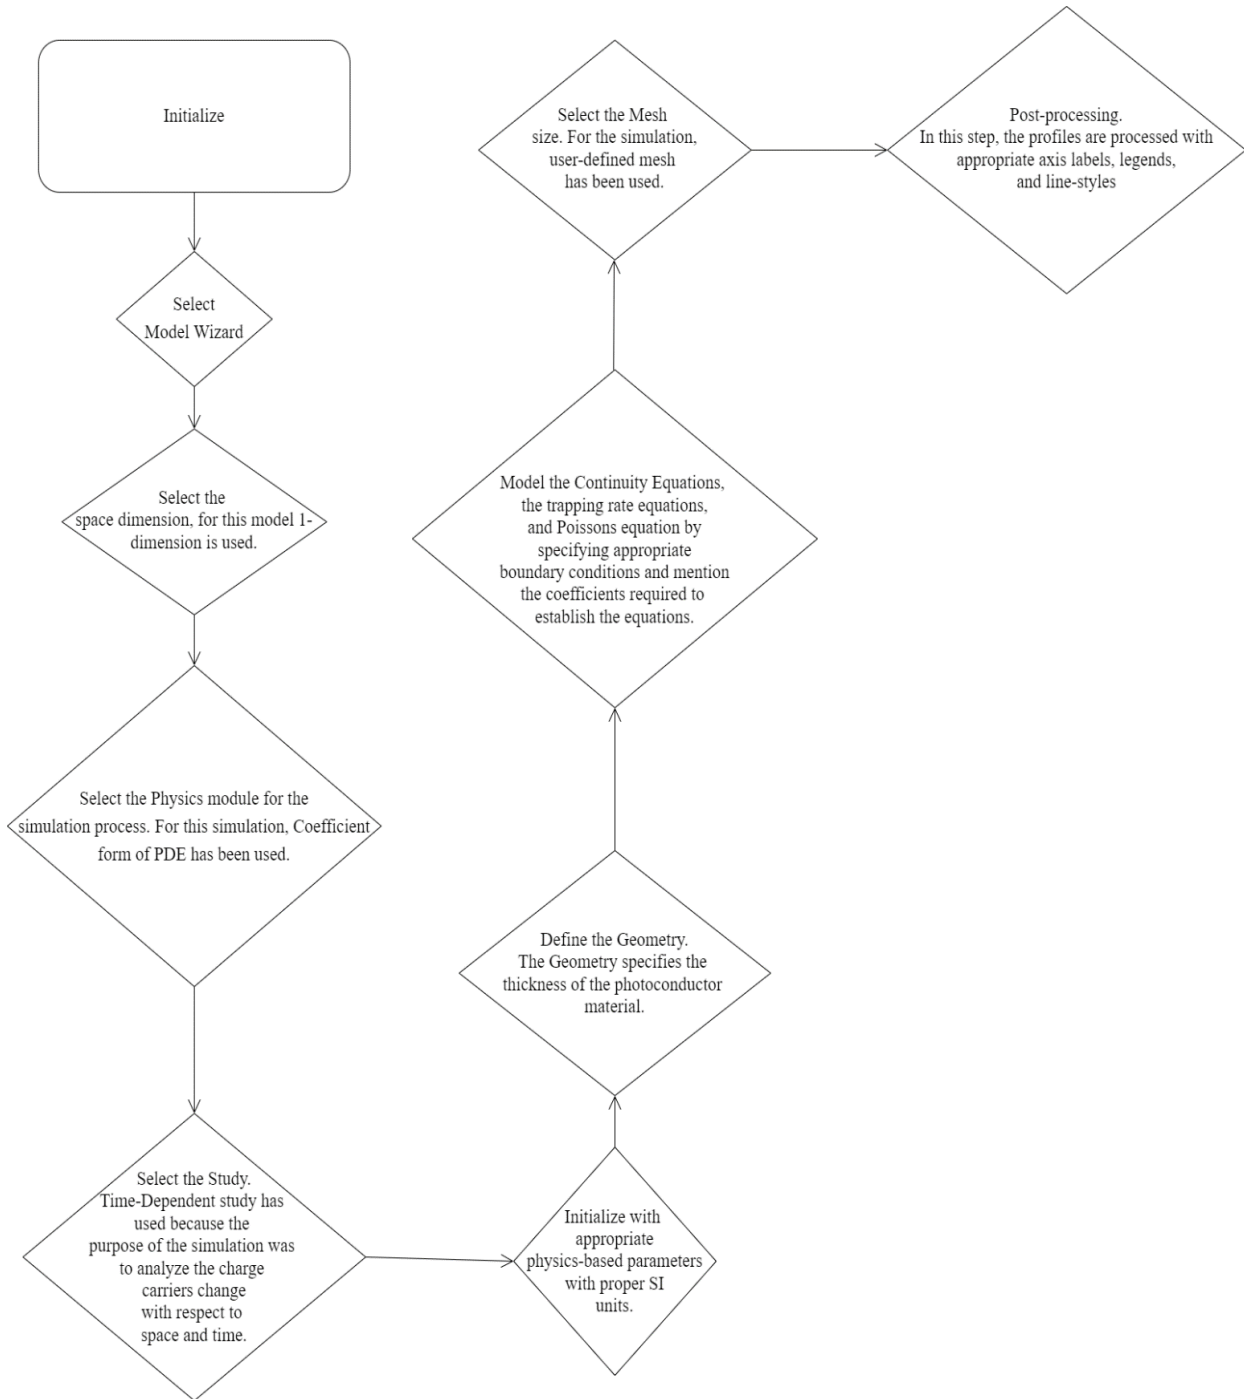 Initialize
Select
Model Wizard
Select the
space dimension, for this model 1-
dimension is used.
Select the Physics module for the
simulation process. For this simulation, Coefficient
form of PDE has been used.
Select the Study.
Time-Dependent study has
used because the
purpose of the simulation was
to analyze the charge
carriers change
with respect to
space and time.
Initialize with
appropriate
physics-based parameters
with proper SI
units.
Define the Geometry.
The Geometry specifies the
thickness of the photoconductor
material.
Model the Continuity Equations,
the trapping rate equations,
and Poissons equation by
specifying appropriate
boundary conditions and mention
the coefficients required to
establish the equations.
Select the Mesh
size. For the simulation,
user-defined mesh
has been used.
Post-processing.
In this step, the profiles are processed with
appropriate axis labels, legends,
and line-styles